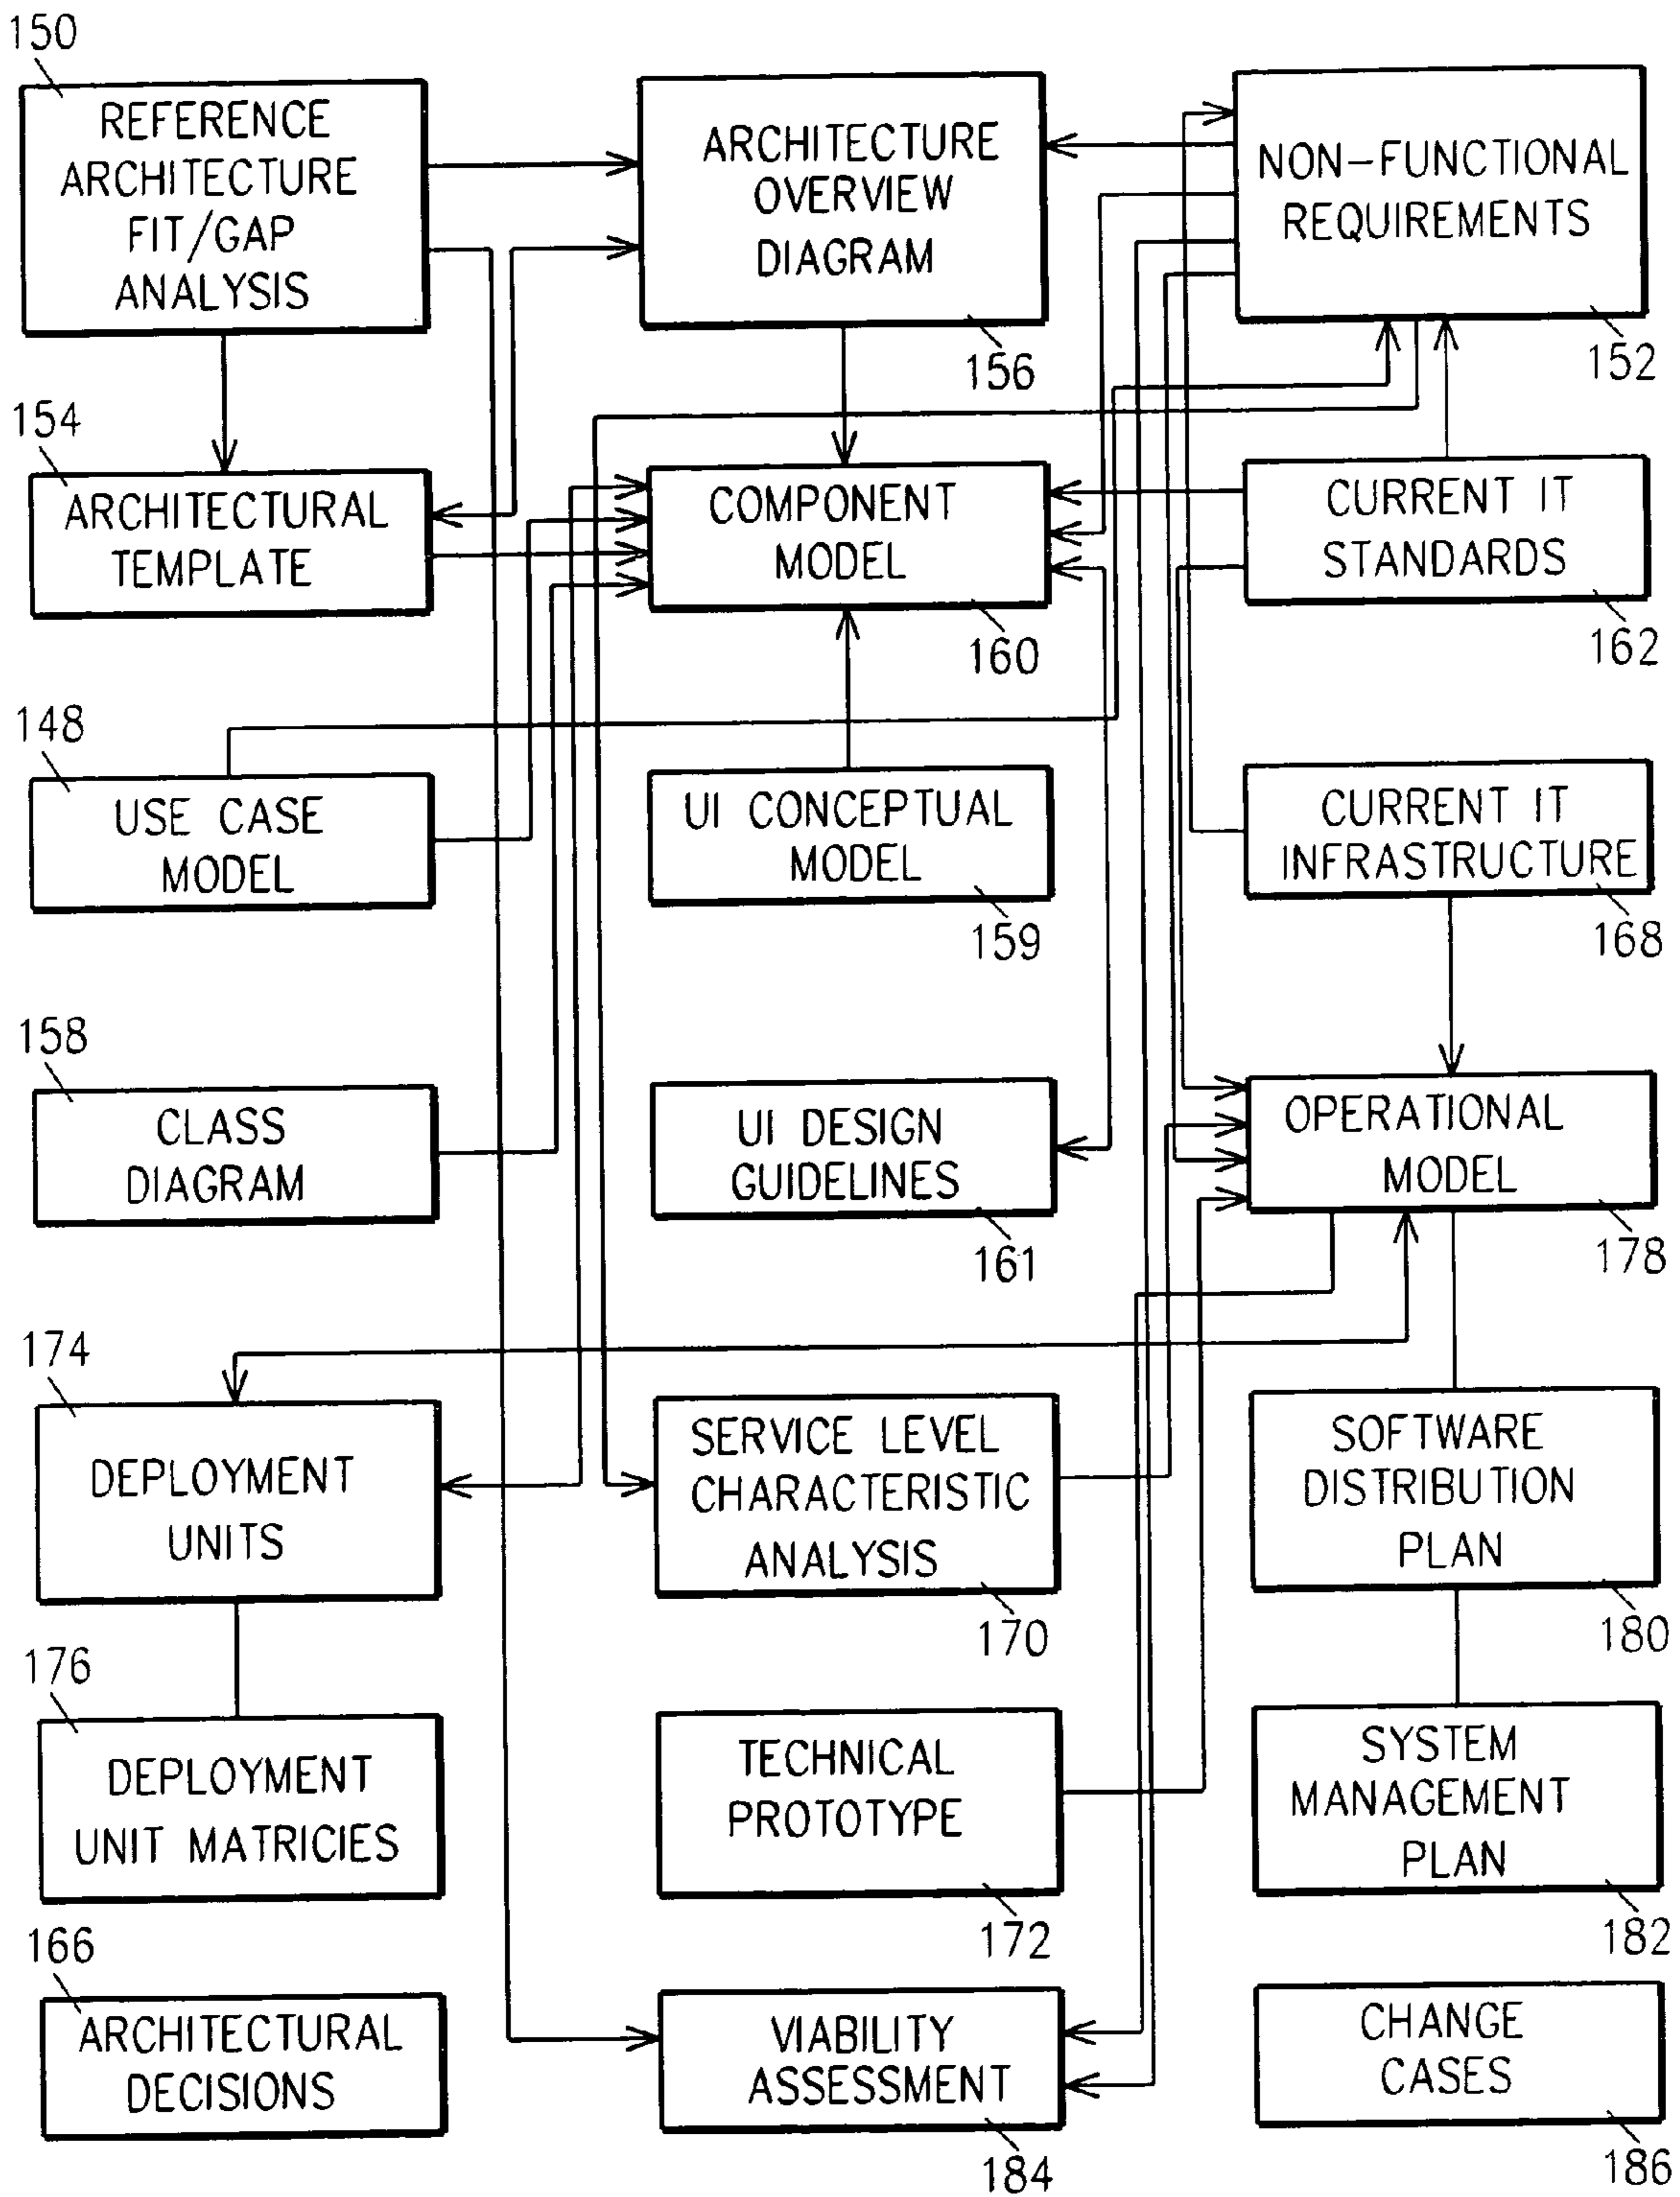 150
REFERENCE
ARCHITECTURE
FIT/GAP
ANALYSIS
ARCHITECTURE
OVERVIEW
DIAGRAM
156
NON-FUNCTIONAL
REQUIREMENTS
152
154
ARCHITECTURAL
TEMPLATE
COMPONENT
MODEL
160
CURRENT IT
STANDARDS
162
148
USE CASE
MODEL
UI CONCEPTUAL
MODEL
159
CURRENT IT
INFRASTRUCTURE
168
158
CLASS
DIAGRAM
UI DESIGN
GUIDELINES
161
OPERATIONAL
MODEL
178
174
DEPLOYMENT
UNITS
SERVICE LEVEL
CHARACTERISTIC
ANALYSIS
170
SOFTWARE
DISTRIBUTION
PLAN
180
176
DEPLOYMENT
UNIT MATRICIES
TECHNICAL
PROTOTYPE
172
SYSTEM
MANAGEMENT
PLAN
182
166
ARCHITECTURAL
DECISIONS
VIABILITY
ASSESSMENT
184
CHANGE
CASES
186